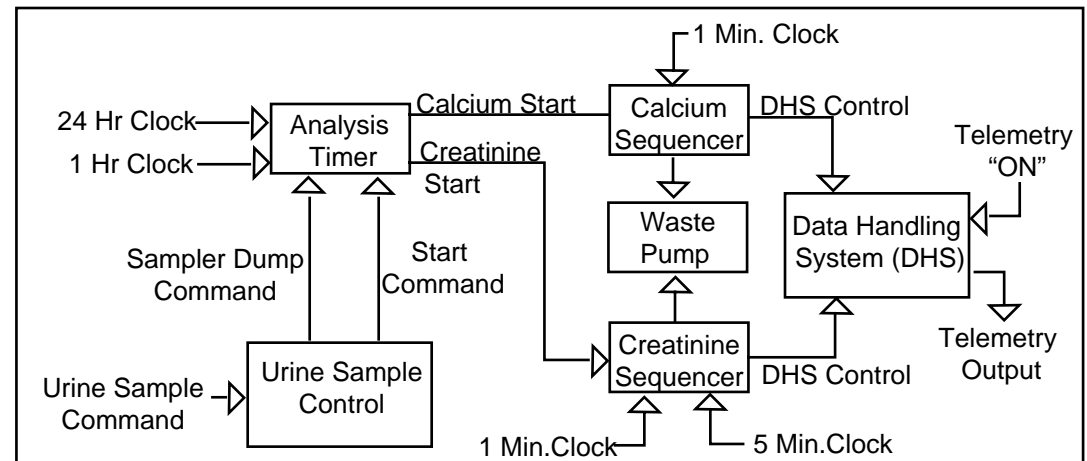 1 Min. Clock
24 Hr Clock
1 Hr Clock
Analysis
Timer
Calcium Start
Creatinine
Start
Calcium
Sequencer
DHS Control
Telemetry
“ON”
Waste
Pump
Data Handling
System (DHS)
Sampler Dump
Command
Start
Command
Urine Sample
Command
Urine Sample
Control
Creatinine
Sequencer
DHS Control
Telemetry
Output
1 Min.Clock
5 Min.Clock